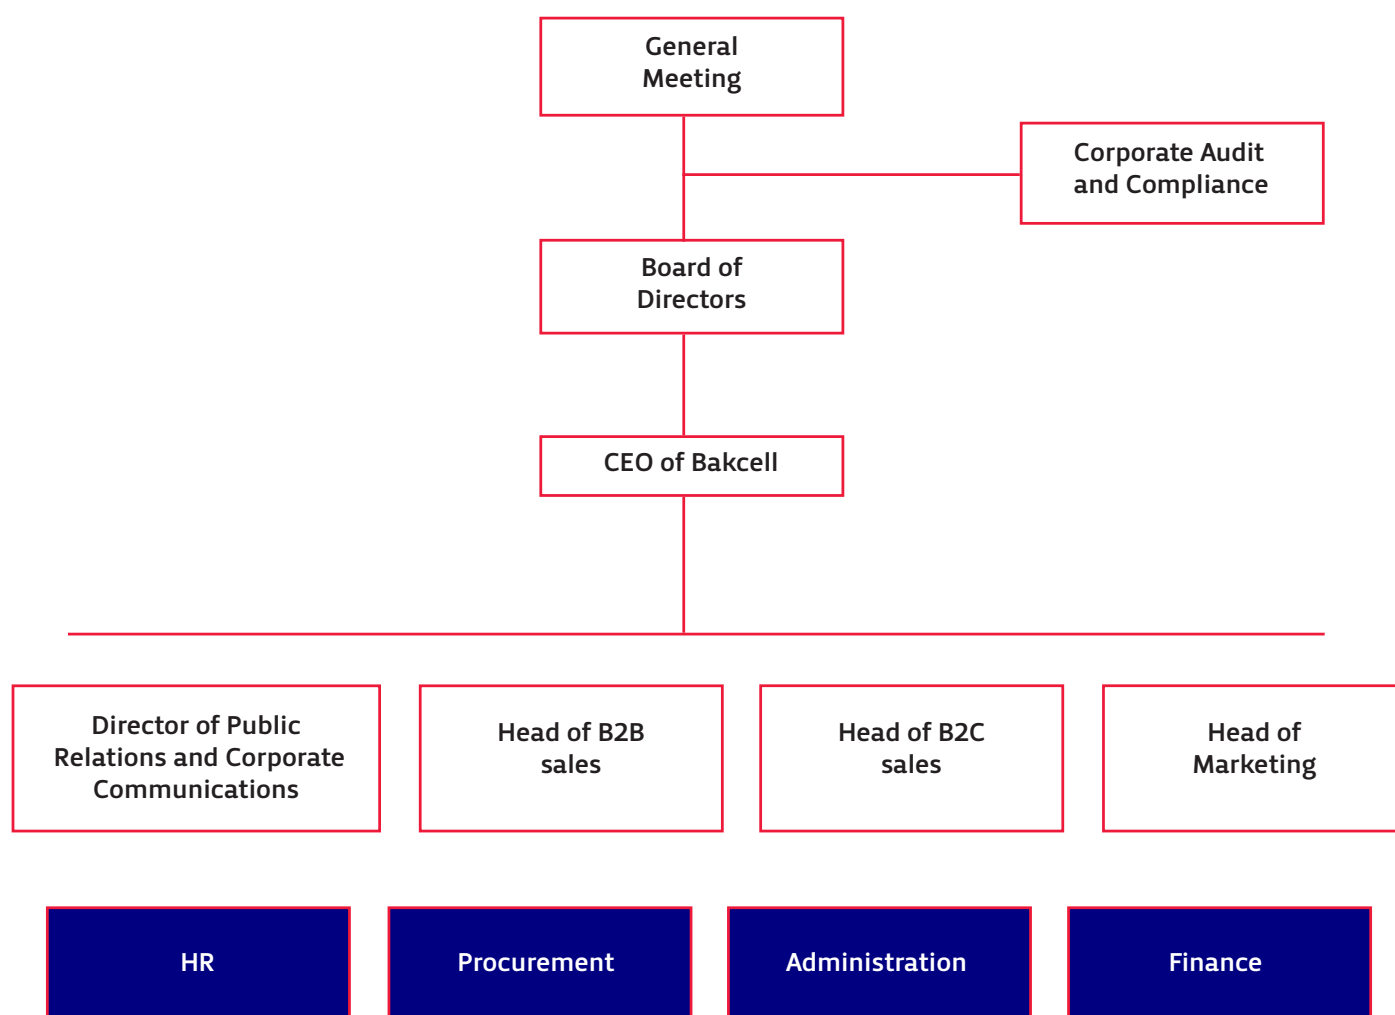 General
Meeting
Corporate Audit
and Compliance
Board of
Directors
CEO of Bakcell
Director of Public
Relations and Corporate
Communications
Head of B2B
sales
Head of B2C
sales
Head of
Marketing
HR
Procurement
Administration
Finance